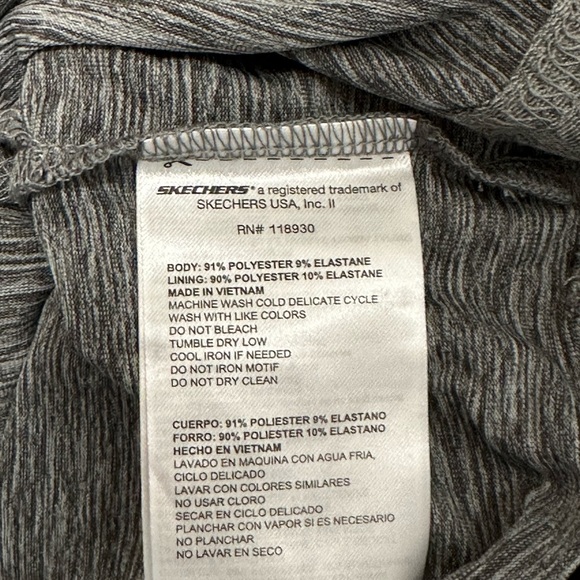 SKECHERS® a registered trademark of
SKECHERS USA, Inc. II
RN# 118930
BODY: 91% POLYESTER 9% ELASTANE
LINING: 90% POLYESTER 10% ELASTANE
MADE IN VIETNAM
MACHINE WASH COLD DELICATE CYCLE
WASH WITH LIKE COLORS
DO NOT BLEACH
TUMBLE DRY LOW
COOL IRON IF NEEDED
DO NOT IRON MOTIF
DO NOT DRY CLEAN
CUERPO: 91% POLIESTER 9% ELASTANO
FORRO: 90% POLIESTER 10% ELASTANO
HECHO EN VIETNAM
LAVADO EN MAQUINA CON AGUA FRIA,
CICLO DELICADO
LAVAR CON COLORES SIMILARES
NO USAR CLORO
SECAR EN CICLO DELICADO
PLANCHAR CON VAPOR SI ES NECESARIO
NO PLANCHAR
NO LAVAR EN SECO